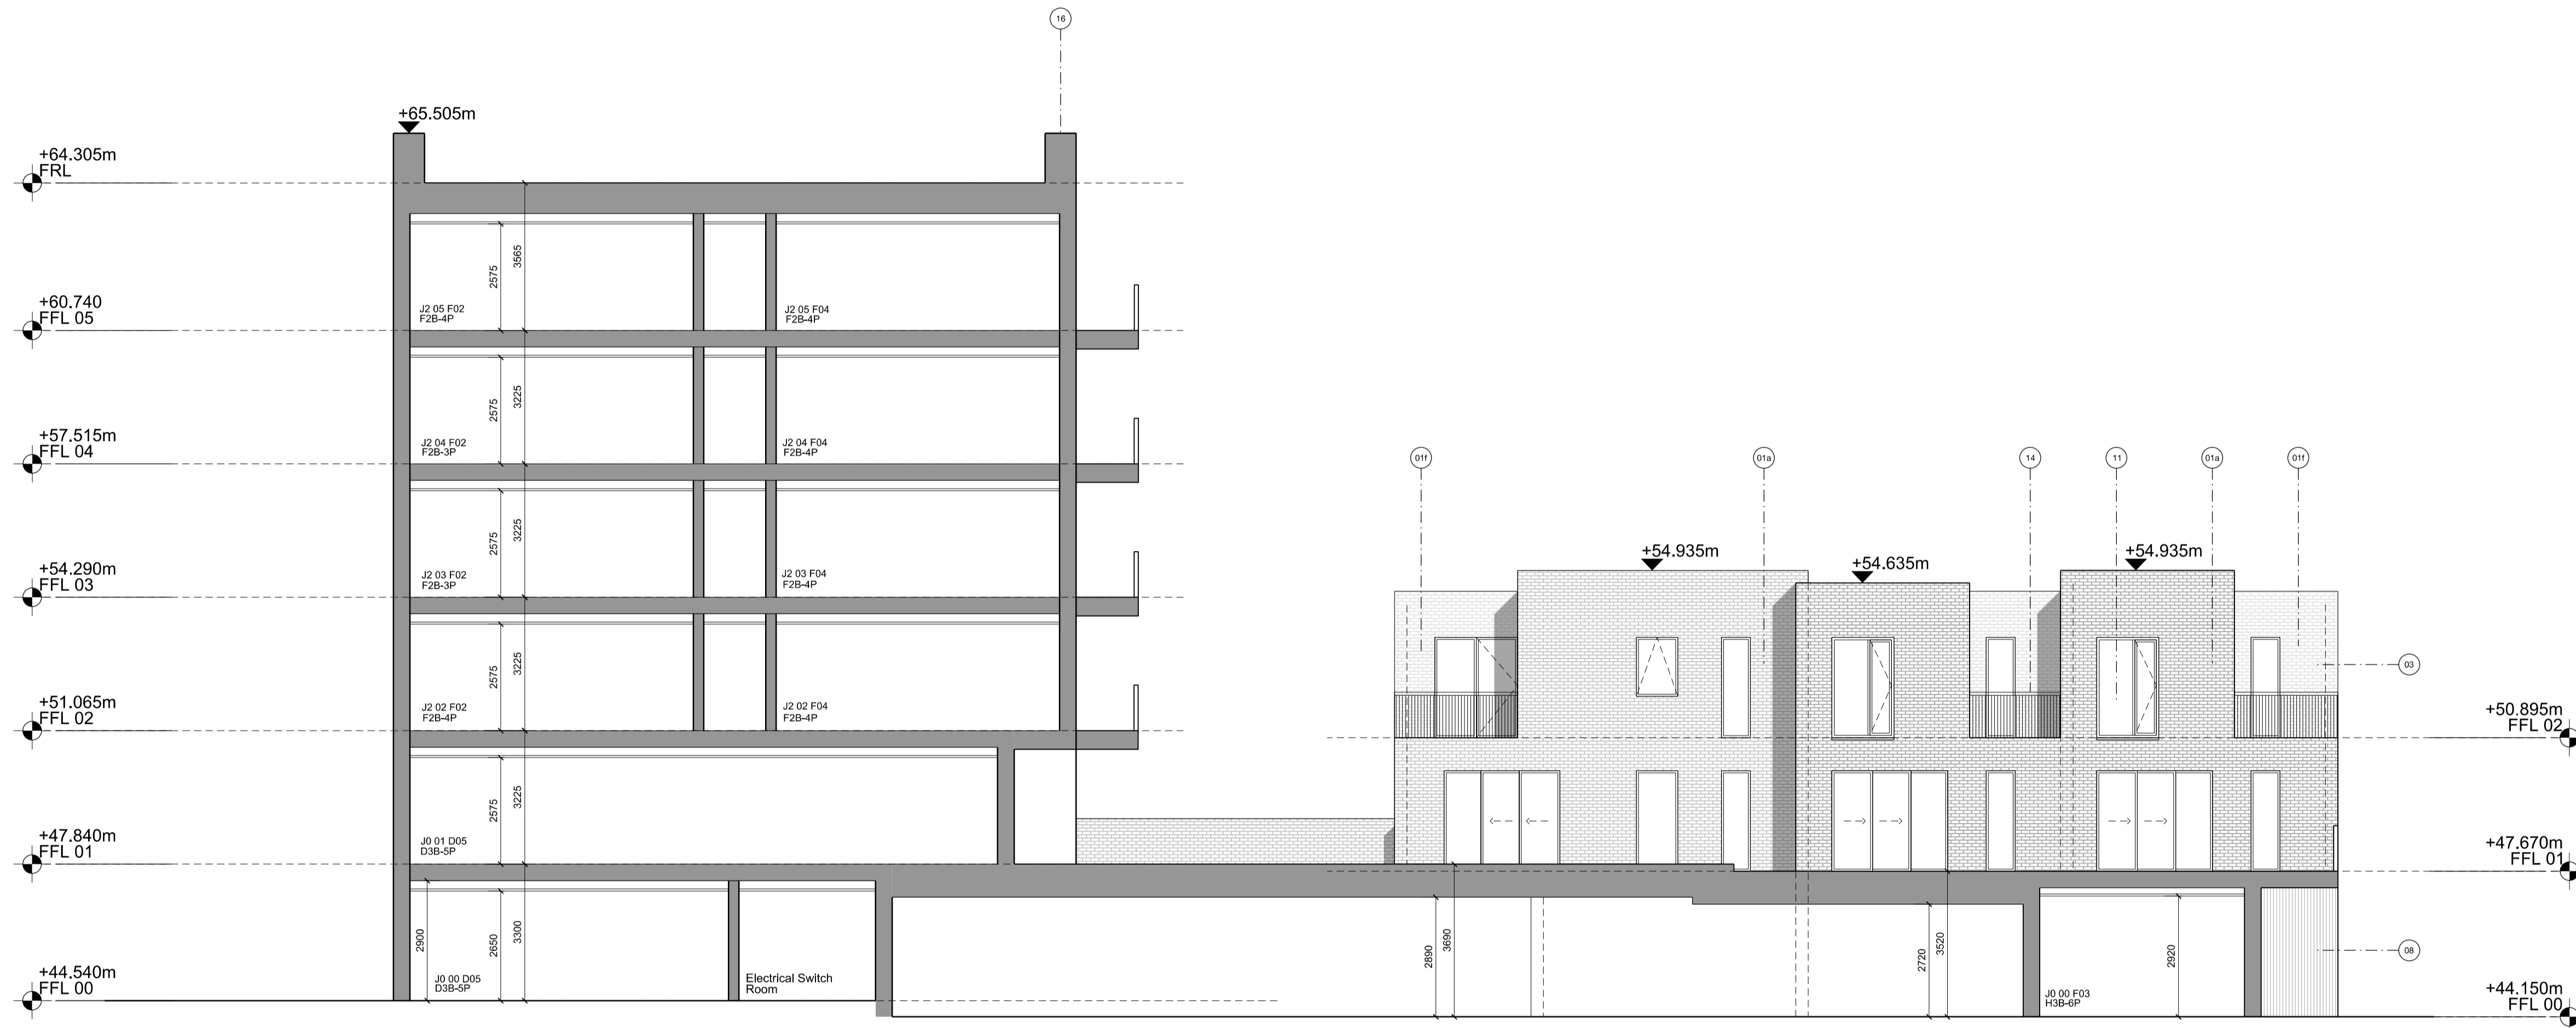 16
+65.505m
+64.305m
FRL
3565
2575
J2 05 F02
F2B-4P
J2 05 F04
F2B-4P
+60.740
FFL 05
3225
2575
J2 04 F02
F2B-3P
J2 04 F04
F2B-4P
+57.515m
FFL 04
3225
2575
J2 03 F02
F2B-3P
J2 03 F04
F2B-4P
+54.290m
FFL 03
3225
2575
J2 02 F02
F2B-4P
J2 02 F04
F2B-4P
+51.065m
FFL 02
3225
2575
J0 01 D05
D3B-5P
+47.840m
FFL 01
2900
2650
3300
J0 00 D05
D3B-5P
Electrical Switch
Room
+44.540m
FFL 00
01f
01a
14
11
01a
01f
+54.935m
+54.635m
+54.935m
03
+50.895m
FFL 02
+47.670m
FFL 01
2890
3690
2720
3520
2920
08
J0 00 F03
H3B-6P
+44.150m
FFL 00